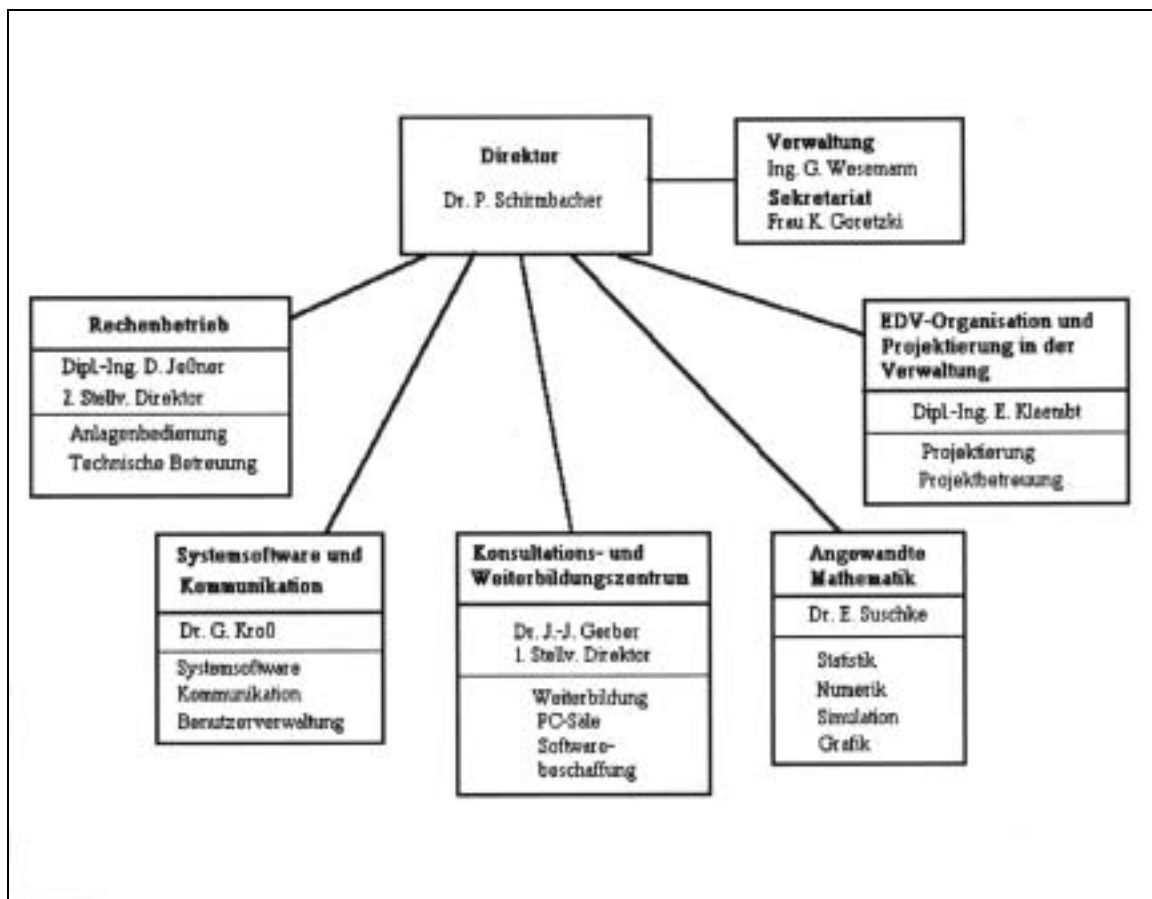 Direktor
Dr. P. Schirmbacher
Verwaltung
Ing. G. Wesemann
Sekretariat
Frau K. Goretzki
Rechenbetrieb
Dipl.-Ing. D. Jeßner
2. Stellv. Direktor
Anlagenbedienung
Technische Betreuung
EDV-Organisation und
Projektierung in der
Verwaltung
Dipl.-Ing. E. Klaembt
Projektierung
Projektbetreuung
Systemsoftware und
Kommunikation
Dr. G. Kroß
Systemsoftware
Kommunikation
Benutzerverwaltung
Konsultations- und
Weiterbildungszentrum
Dr. J.-J. Gerber
1. Stellv. Direktor
Weiterbildung
PC-Säle
Software-
beschaffung
Angewandte
Mathematik
Dr. E. Suschke
Statistik
Numerik
Simulation
Grafik